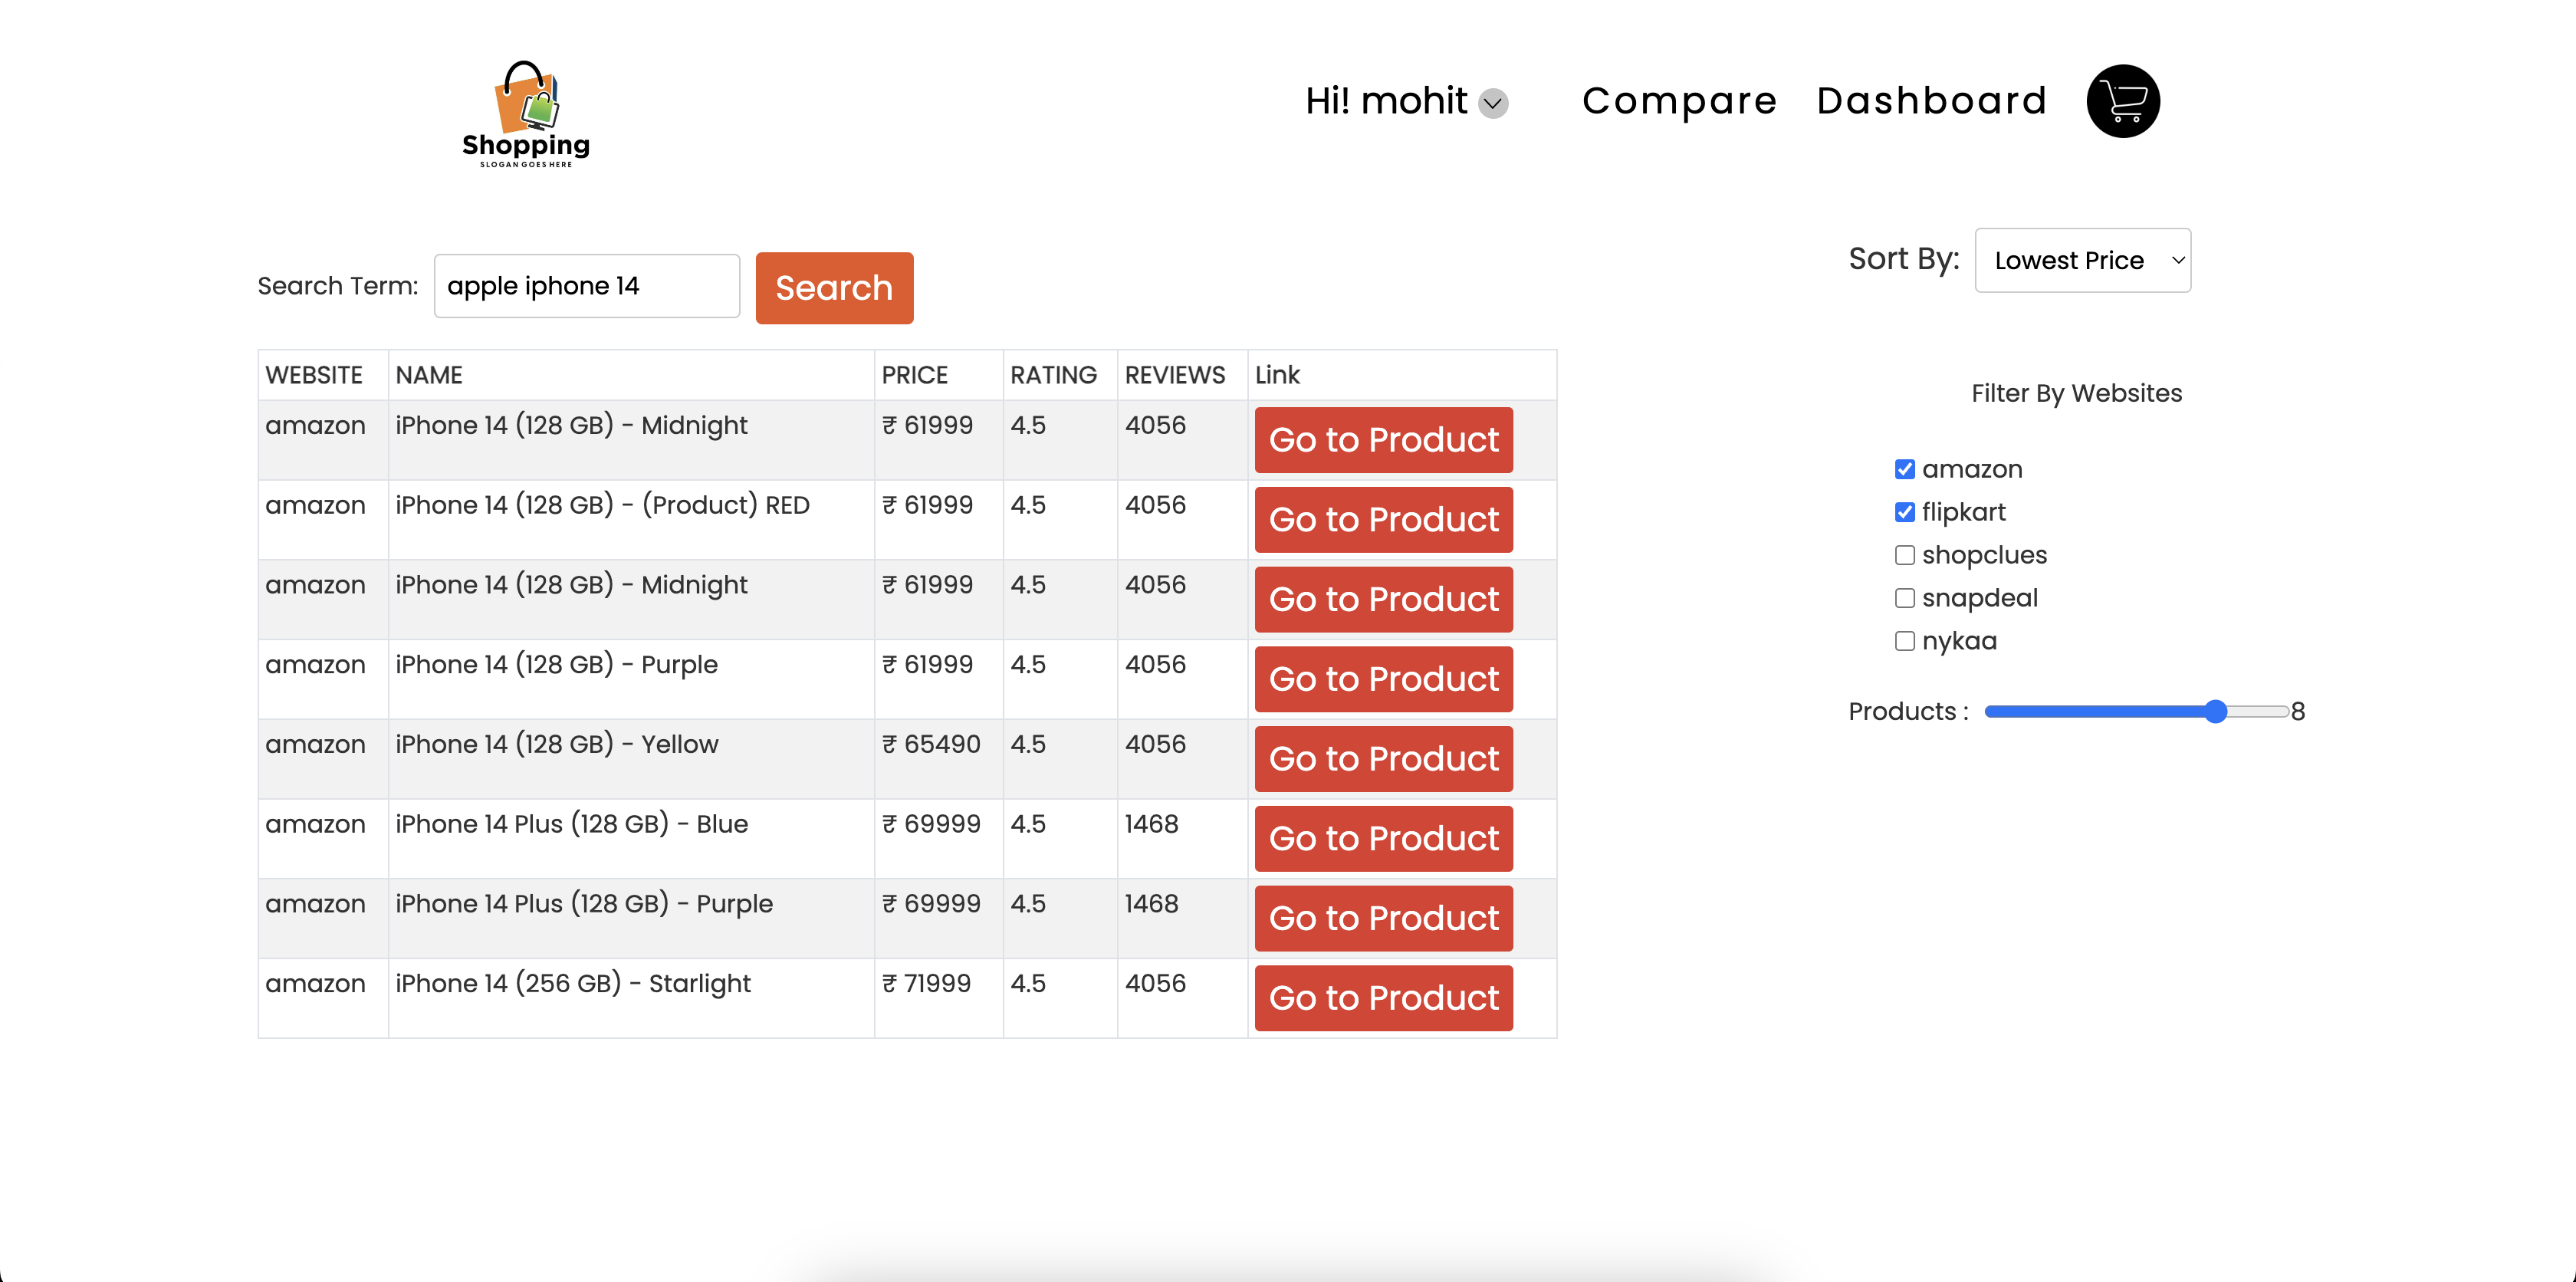 Shopping
SLOGAN GOES HERE
Hi! mohit Compare Dashboard
Search Term: apple iphone 14 Search
Sort By: Lowest Price
WEBSITE NAME PRICE RATING REVIEWS Link
amazon iPhone 14 (128 GB) - Midnight ₹ 61999 4.5 4056 Go to Product
amazon iPhone 14 (128 GB) - (Product) RED ₹ 61999 4.5 4056 Go to Product
amazon iPhone 14 (128 GB) - Midnight ₹ 61999 4.5 4056 Go to Product
amazon iPhone 14 (128 GB) - Purple ₹ 61999 4.5 4056 Go to Product
amazon iPhone 14 (128 GB) - Yellow ₹ 65490 4.5 4056 Go to Product
amazon iPhone 14 Plus (128 GB) - Blue ₹ 69999 4.5 1468 Go to Product
amazon iPhone 14 Plus (128 GB) - Purple ₹ 69999 4.5 1468 Go to Product
amazon iPhone 14 (256 GB) - Starlight ₹ 71999 4.5 4056 Go to Product
Filter By Websites
amazon
flipkart
shopclues
snapdeal
nykaa
Products : 8